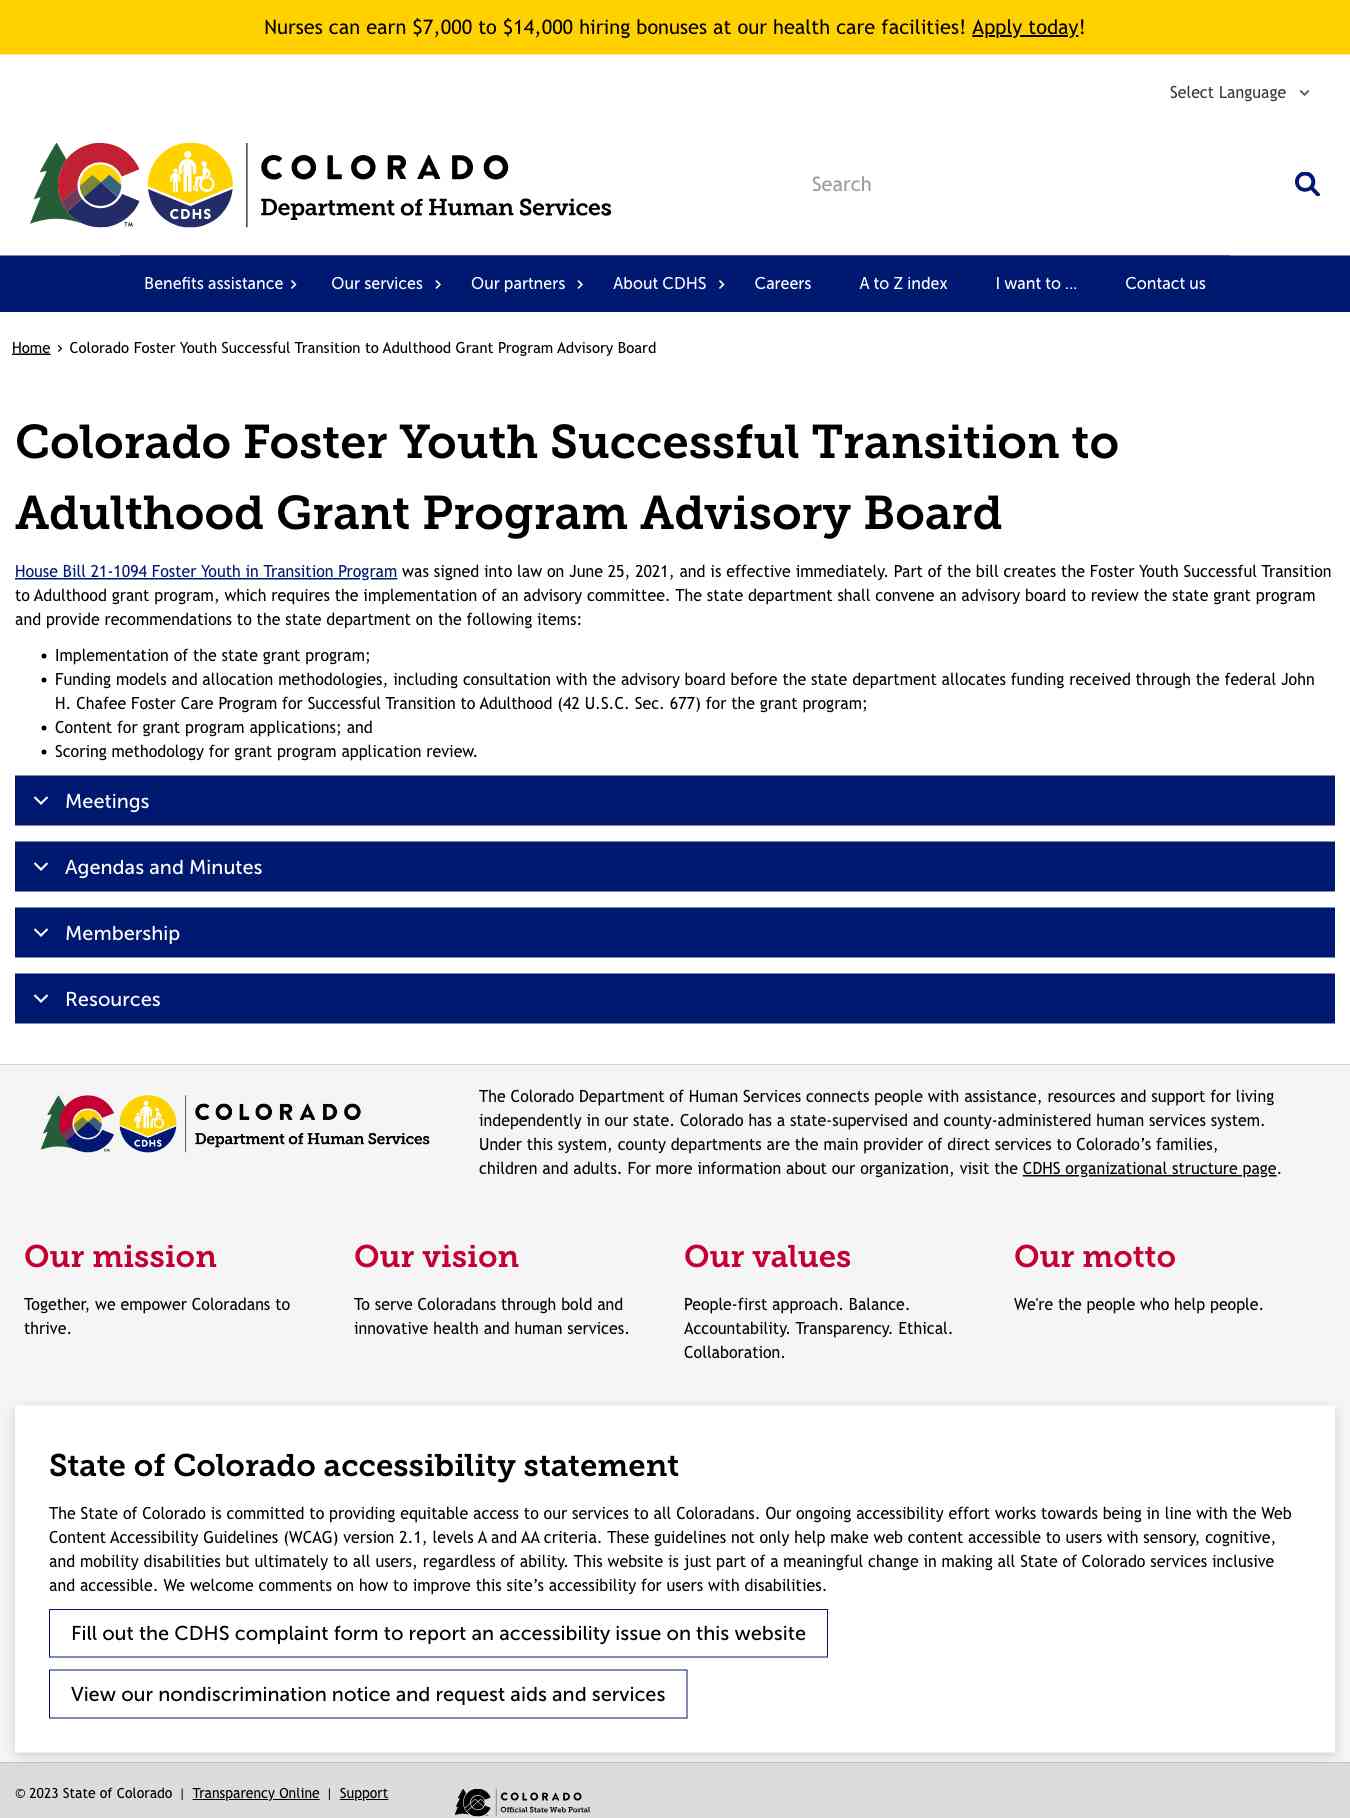 Nurses can earn $7,000 to $14,000 hiring bonuses at our health care facilities! Apply today!
Select Language
CDHS
TM
COLORADO
Department of Human Services
Search
Benefits assistance
Our services
Our partners
About CDHS
Careers
A to Z index
I want to ...
Contact us
Home › Colorado Foster Youth Successful Transition to Adulthood Grant Program Advisory Board
Colorado Foster Youth Successful Transition to
Adulthood Grant Program Advisory Board
House Bill 21-1094 Foster Youth in Transition Program was signed into law on June 25, 2021, and is effective immediately. Part of the bill creates the Foster Youth Successful Transition
to Adulthood grant program, which requires the implementation of an advisory committee. The state department shall convene an advisory board to review the state grant program
and provide recommendations to the state department on the following items:
• Implementation of the state grant program;
• Funding models and allocation methodologies, including consultation with the advisory board before the state department allocates funding received through the federal John
H. Chafee Foster Care Program for Successful Transition to Adulthood (42 U.S.C. Sec. 677) for the grant program;
• Content for grant program applications; and
• Scoring methodology for grant program application review.
Meetings
Agendas and Minutes
Membership
Resources
CDHS
TM
COLORADO
Department of Human Services
The Colorado Department of Human Services connects people with assistance, resources and support for living
independently in our state. Colorado has a state-supervised and county-administered human services system.
Under this system, county departments are the main provider of direct services to Colorado’s families,
children and adults. For more information about our organization, visit the CDHS organizational structure page.
Our mission
Together, we empower Coloradans to
thrive.
Our vision
To serve Coloradans through bold and
innovative health and human services.
Our values
People-first approach. Balance.
Accountability. Transparency. Ethical.
Collaboration.
Our motto
We're the people who help people.
State of Colorado accessibility statement
The State of Colorado is committed to providing equitable access to our services to all Coloradans. Our ongoing accessibility effort works towards being in line with the Web
Content Accessibility Guidelines (WCAG) version 2.1, levels A and AA criteria. These guidelines not only help make web content accessible to users with sensory, cognitive,
and mobility disabilities but ultimately to all users, regardless of ability. This website is just part of a meaningful change in making all State of Colorado services inclusive
and accessible. We welcome comments on how to improve this site’s accessibility for users with disabilities.
Fill out the CDHS complaint form to report an accessibility issue on this website
View our nondiscrimination notice and request aids and services
© 2023 State of Colorado | Transparency Online | Support
COLORADO
Official State Web Portal